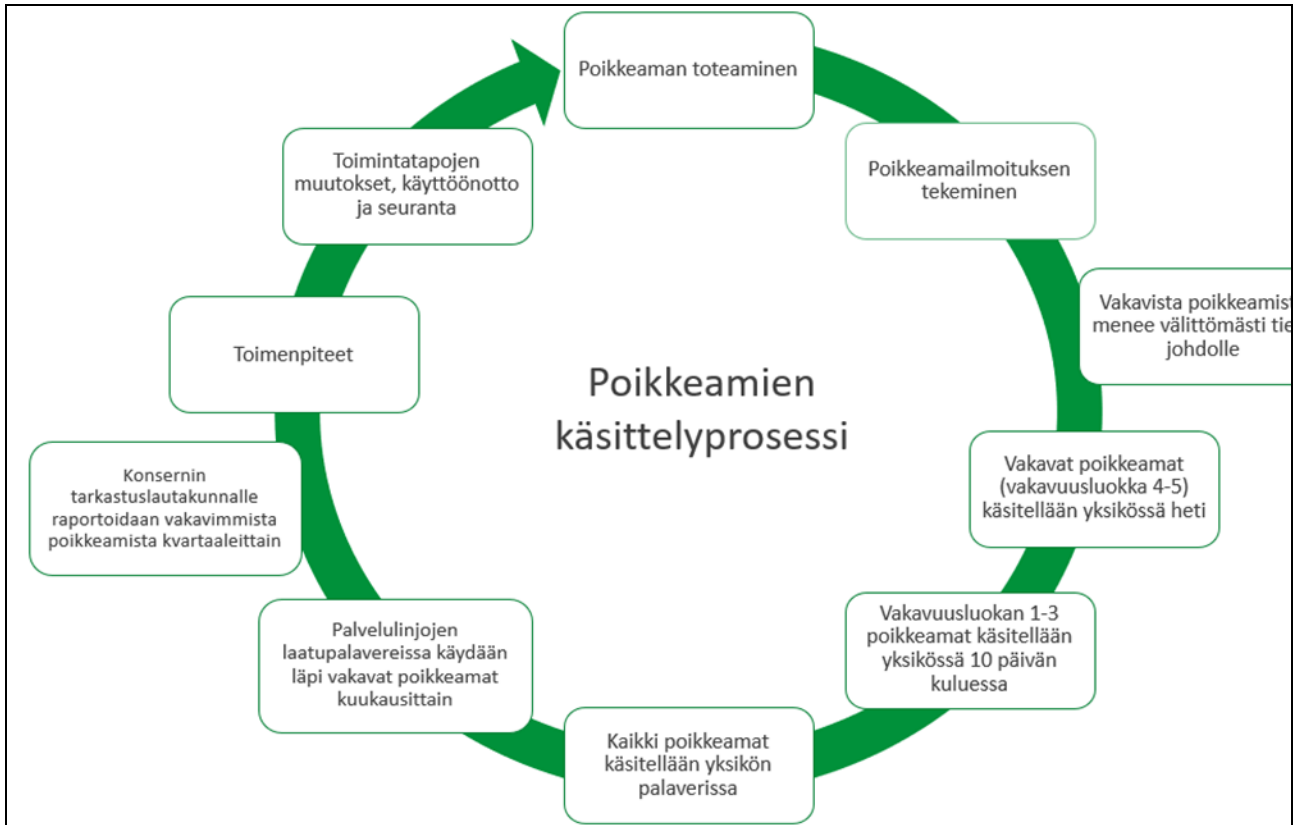 Poikkeamien
käsittelyprosessi
Poikkeaman toteaminen
Poikkeamailmoituksen
tekeminen
Vakavista poikkeamist
menee välittömästi tie
johdolle
Vakavat poikkeamat
(vakavuusluokka 4-5)
käsitellään yksikössä heti
Vakavuusluokan 1-3
poikkeamat käsitellään
yksikössä 10 päivän
kuluessa
Kaikki poikkeamat
käsitellään yksikön
palaverissa
Palvelulinjojen
laatupalavereissa käydään
läpi vakavat poikkeamat
kuukausittain
Konsernin
tarkastuslautakunnalle
raportoidaan vakavimmista
poikkeamista kvartaaleittain
Toimenpiteet
Toimintatapojen
muutokset, käyttöönotto
ja seuranta